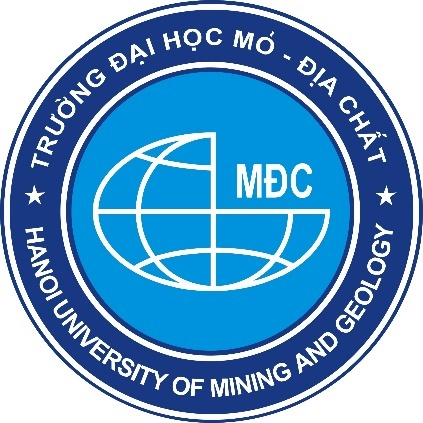 TRƯỜNG ĐẠI HỌC MỎ - ĐỊA CHẤT
MĐC
HANOI UNIVERSITY OF MINING AND GEOLOGY